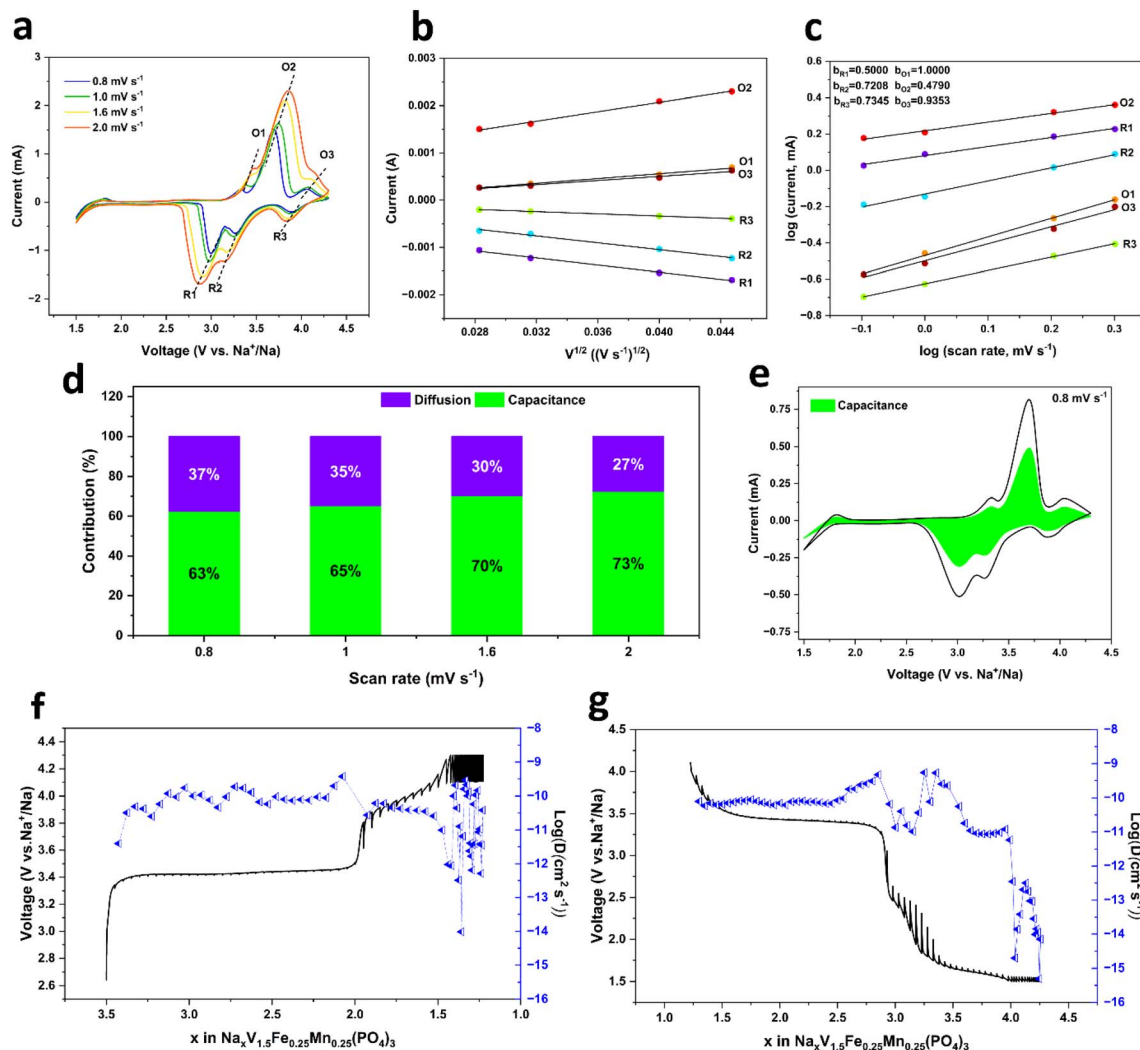 a
3
2
1
0
−1
−2
1.5
2.0
2.5
3.0
3.5
4.0
4.5
Current (mA)
Voltage (V vs. Na⁺/Na)
0.8 mV s⁻¹
1.0 mV s⁻¹
1.6 mV s⁻¹
2.0 mV s⁻¹
O2
O1
O3
R3
R1
R2
b
0.003
0.002
0.001
0.000
−0.001
−0.002
0.028
0.032
0.036
0.040
0.044
Current (A)
V^{1/2} ((V s⁻¹)^{1/2})
O2
O1
O3
R3
R2
R1
c
b_{R1}=0.5000 b_{O1}=1.0000
b_{R2}=0.7208 b_{O2}=0.4790
b_{R3}=0.7345 b_{O3}=0.9353
0.6
0.4
0.2
0.0
−0.2
−0.4
−0.6
−0.8
−0.1
0.0
0.1
0.2
0.3
log (current, mA)
log (scan rate, mV s⁻¹)
O2
R1
R2
O1
O3
R3
d
120
100
80
60
40
20
0
Contribution (%)
Diffusion
Capacitance
37%
35%
30%
27%
63%
65%
70%
73%
0.8
1
1.6
2
Scan rate (mV s⁻¹)
e
Capacitance
0.8 mV s⁻¹
0.75
0.50
0.25
0.00
−0.25
−0.50
−0.75
1.5
2.0
2.5
3.0
3.5
4.0
4.5
Current (mA)
Voltage (V vs. Na⁺/Na)
f
4.4
4.2
4.0
3.8
3.6
3.4
3.2
3.0
2.8
2.6
Voltage (V vs.Na⁺/Na)
−8
−9
−10
−11
−12
−13
−14
−15
−16
Log(D(cm² s⁻¹))
3.5
3.0
2.5
2.0
1.5
1.0
x in NaₓV₁.₅Fe₀.₂₅Mn₀.₂₅(PO₄)₃
g
4.5
4.0
3.5
3.0
2.5
2.0
1.5
Voltage (V vs.Na⁺/Na)
−8
−9
−10
−11
−12
−13
−14
−15
−16
Log(D(cm² s⁻¹))
1.0
1.5
2.0
2.5
3.0
3.5
4.0
4.5
x in NaₓV₁.₅Fe₀.₂₅Mn₀.₂₅(PO₄)₃